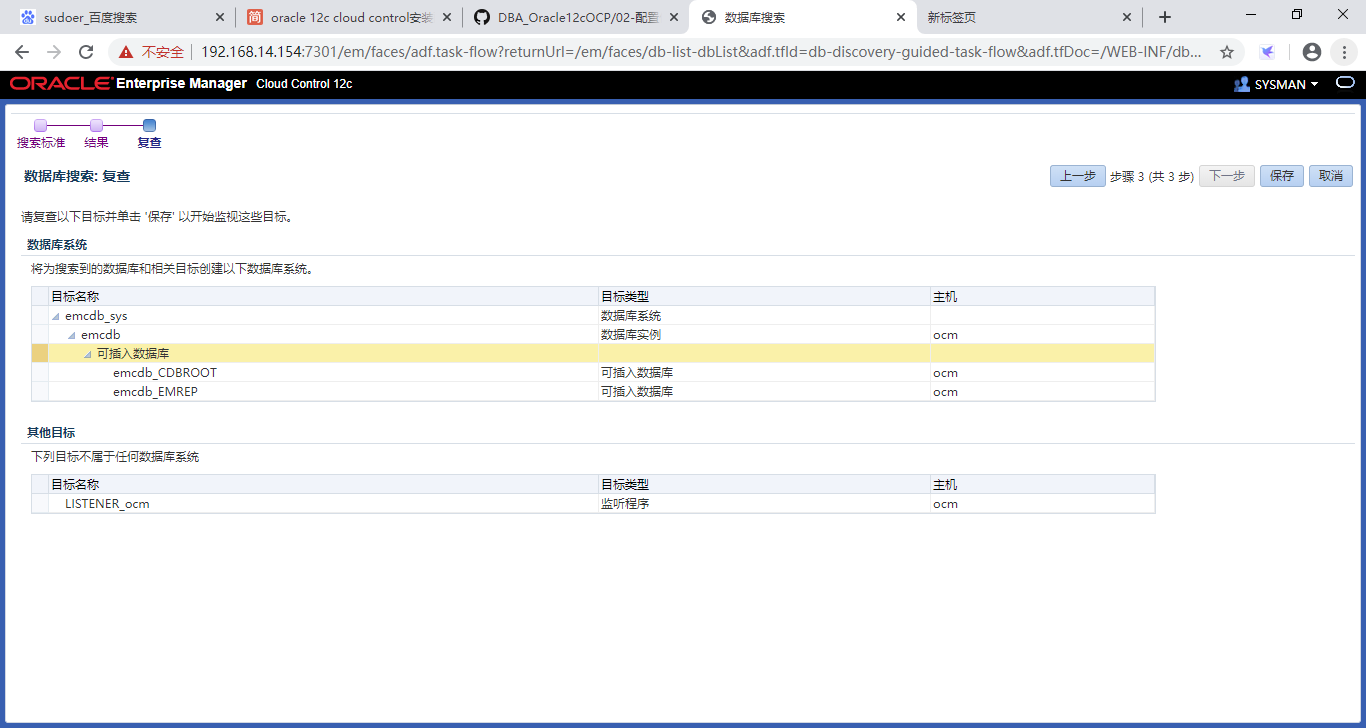 sudoer_百度搜索
简 oracle 12c cloud control安装
DBA_Oracle12cOCP/02-配置
数据库搜索
新标签页
不安全 192.168.14.154:7301/em/faces/adf.task-flow?returnUrl=/em/faces/db-list-dbList&adf.tfId=db-discovery-guided-task-flow&adf.tfDoc=/WEB-INF/db...
ORACLE Enterprise Manager Cloud Control 12c
SYSMAN
搜索标准 结果 复查
数据库搜索: 复查
上一步 步骤 3 (共 3 步) 下一步 保存 取消
请复查以下目标并单击 '保存' 以开始监视这些目标。
数据库系统
将为搜索到的数据库和相关目标创建以下数据库系统。
目标名称 目标类型 主机
emcdb_sys 数据库系统
emcdb 数据库实例 ocm
可插入数据库
emcdb_CDBROOT 可插入数据库 ocm
emcdb_EMREP 可插入数据库 ocm
其他目标
下列目标不属于任何数据库系统
目标名称 目标类型 主机
LISTENER_ocm 监听程序 ocm